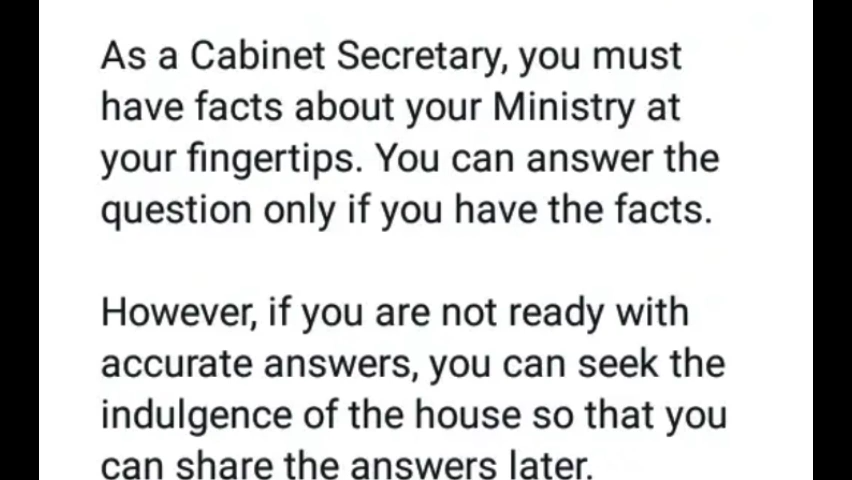 As a Cabinet Secretary, you must
have facts about your Ministry at
your fingertips. You can answer the
question only if you have the facts.
However, if you are not ready with
accurate answers, you can seek the
indulgence of the house so that you
can share the answers later.